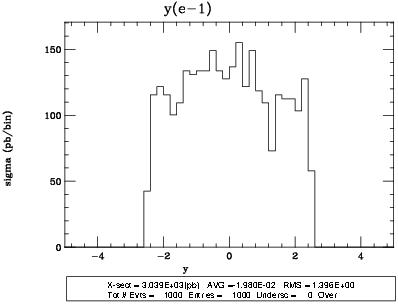 y(e−1)
150
100
50
0
−4 −2 0 2 4
sigma (pb/bin)
y
X-sect = 3.039E+03(pb) AVG = 1.980E-02 RMS = 1.396E+00
Tot # Evts = 1000 Entries = 1000 Undersc = 0 Over